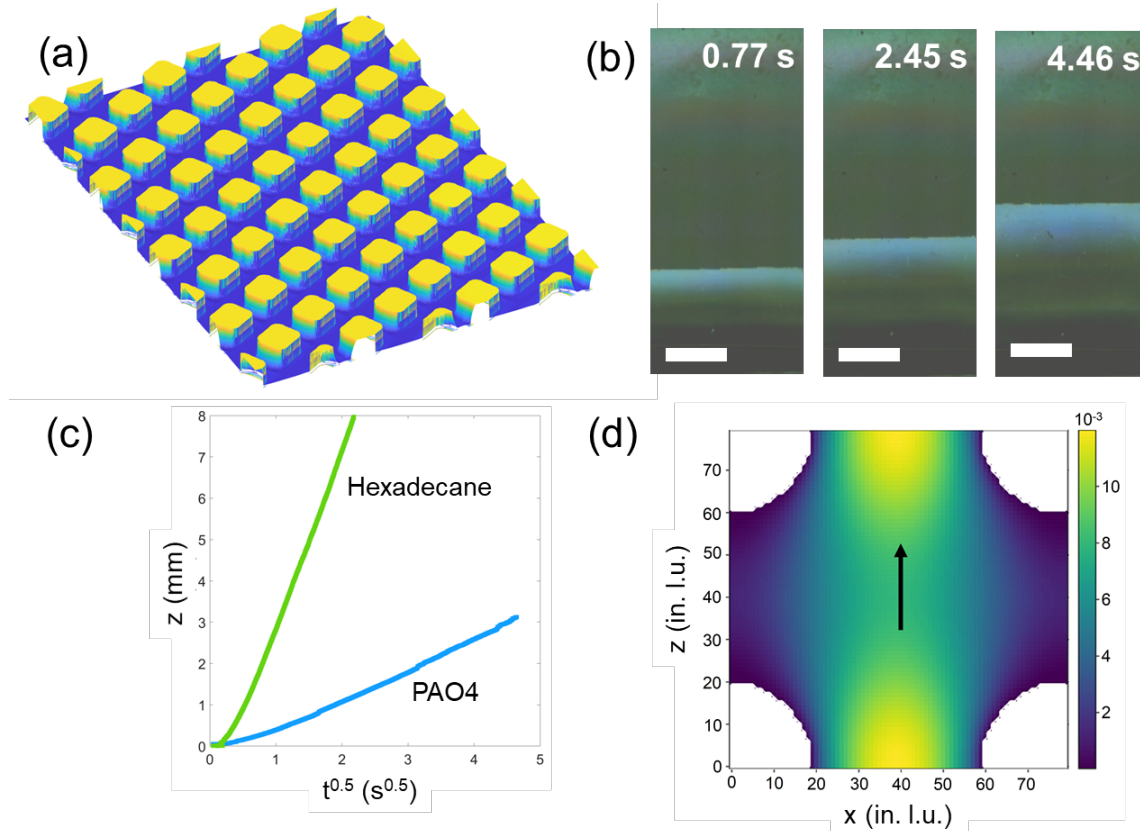 (a)
(b)
0.77 s
2.45 s
4.46 s
(c)
8
7
6
5
4
3
2
1
0
z (mm)
Hexadecane
PAO4
0 1 2 3 4 5
t^0.5 (s^0.5)
(d)
10^-3
70
60
50
40
30
20
10
0
z (in. l.u.)
0 10 20 30 40 50 60 70
x (in. l.u.)
10
8
6
4
2